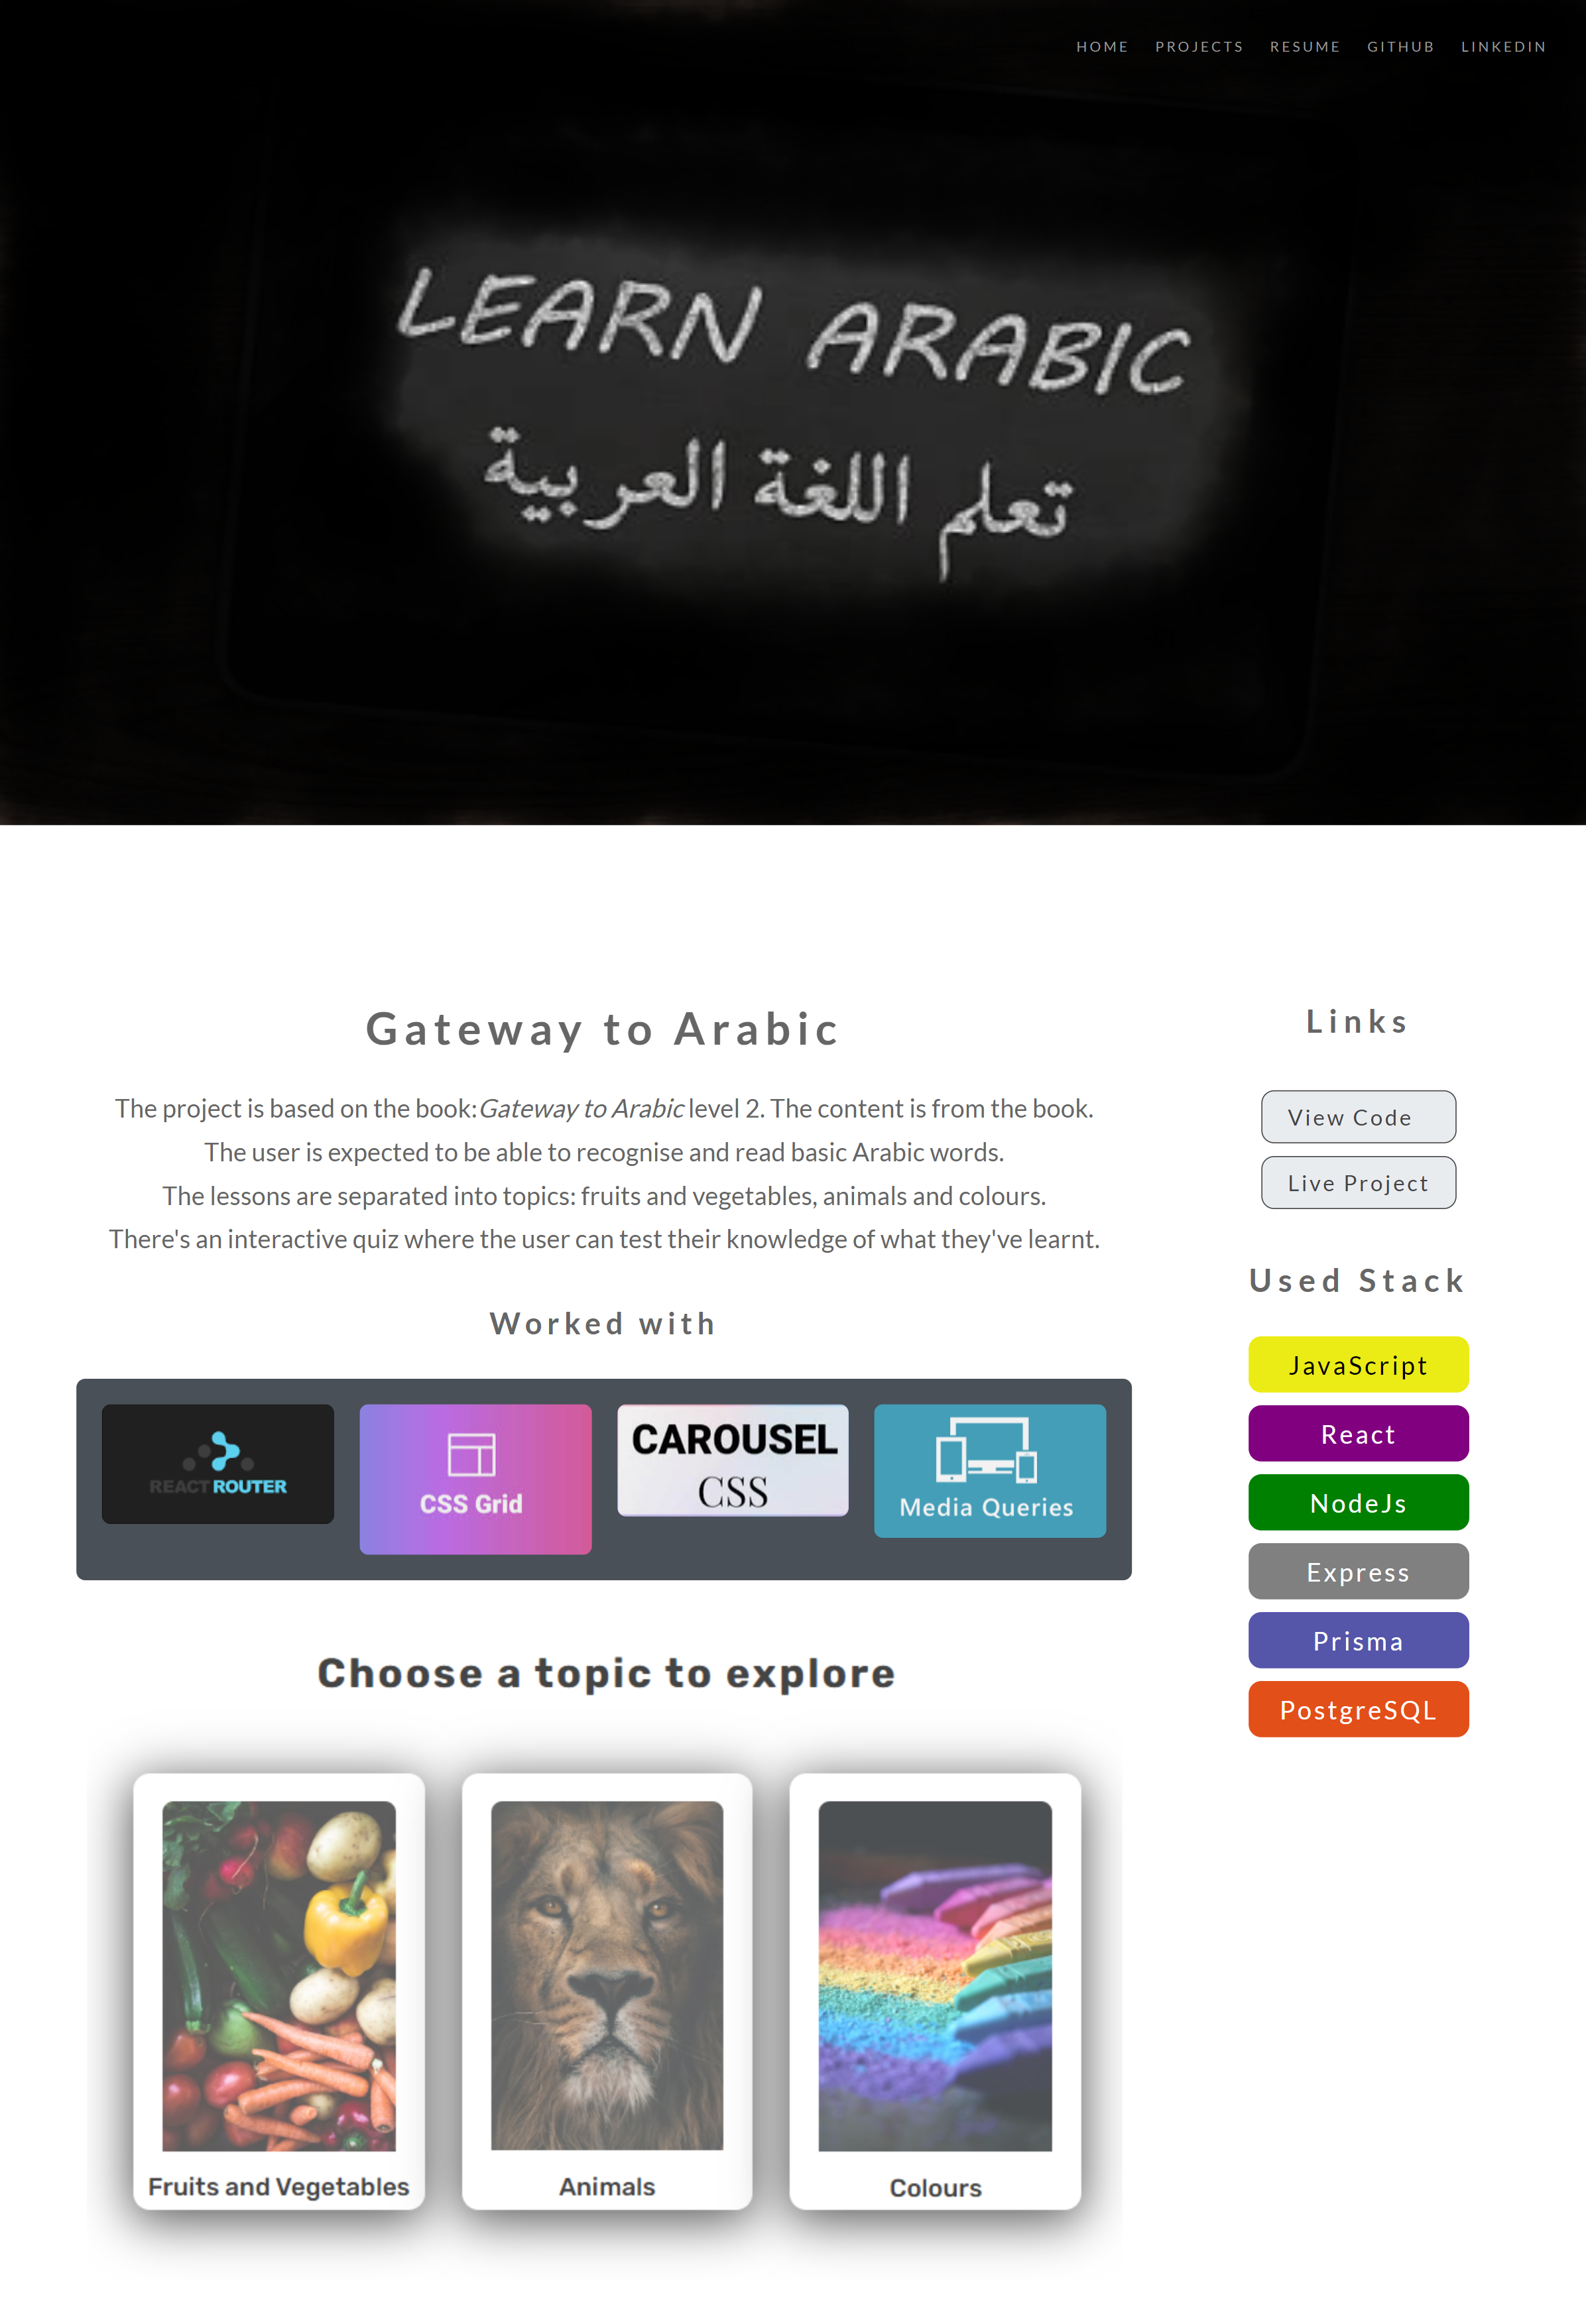 HOME PROJECTS RESUME GITHUB LINKEDIN
LEARN ARABIC
تعلم اللغة العربية
Gateway to Arabic
The project is based on the book:Gateway to Arabic level 2. The content is from the book.
The user is expected to be able to recognise and read basic Arabic words.
The lessons are separated into topics: fruits and vegetables, animals and colours.
There's an interactive quiz where the user can test their knowledge of what they've learnt.
Worked with
REACT ROUTER
CSS Grid
CAROUSEL
CSS
Media Queries
Choose a topic to explore
Fruits and Vegetables
Animals
Colours
Links
View Code
Live Project
Used Stack
JavaScript
React
NodeJs
Express
Prisma
PostgreSQL